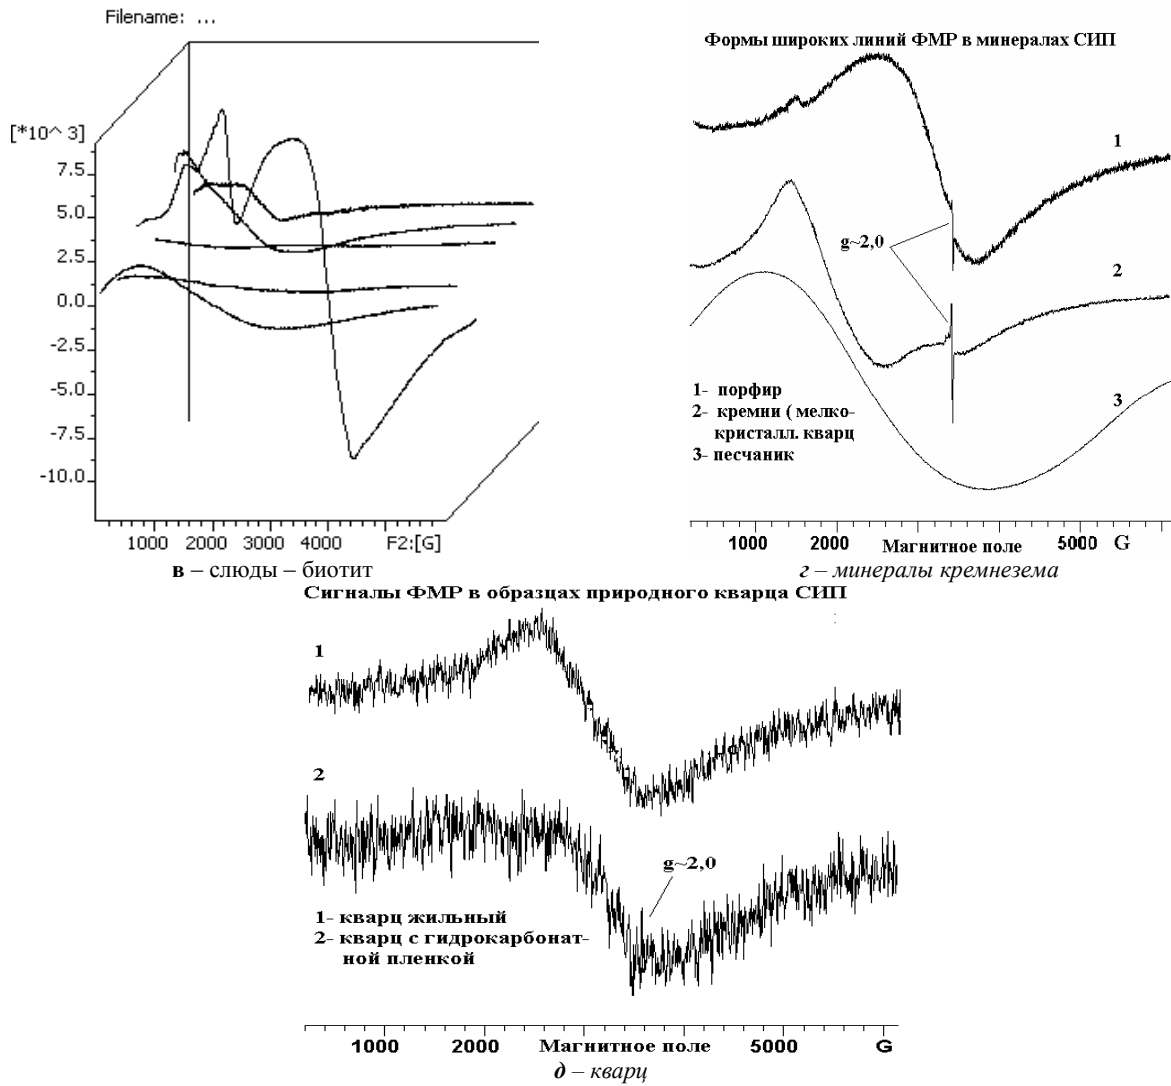 Filename: ...
[*10^ 3]
7.5
5.0
2.5
0.0
-2.5
-5.0
-7.5
-10.0
1000 2000 3000 4000 F2:[G]
в – слюды – биотит
Формы широких линий ФМР в минералах СИП
1
g~2,0
2
1- порфир
2- кремни ( мелко-
кристалл. кварц
3- песчаник
3
1000 2000 Магнитное поле 5000 G
г – минералы кремнезема
Сигналы ФМР в образцах природного кварца СИП
1
2
g~2,0
1- кварц жильный
2- кварц с гидрокарбонат-
ной пленкой
1000 2000 Магнитное поле 5000 G
д – кварц